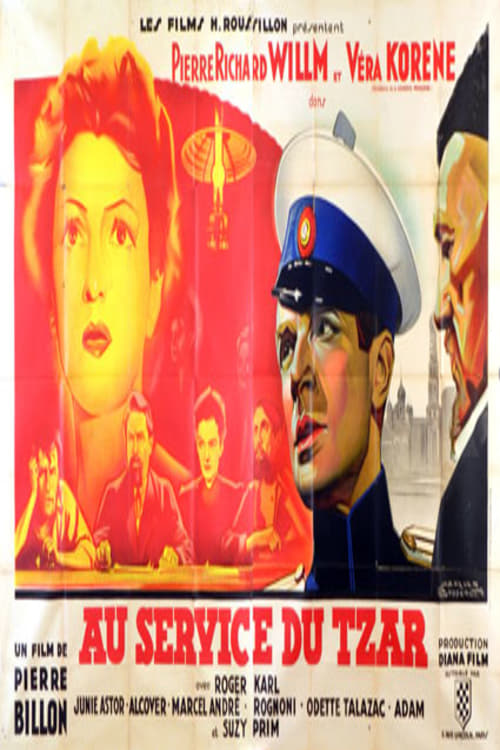 LES FILMS H. ROUSSILLON présentent
PIERRE RICHARD WILLM ET VÉRA KORENE
dans
AU SERVICE DU TZAR
UN FILM DE
PIERRE
BILLON
avec ROGER KARL
JUNIE ASTOR - ALCOVER - MARCEL ANDRÉ - ROGNONI - ODETTE TALAZAC - ADAM
et SUZY PRIM
PRODUCTION
DIANA FILM